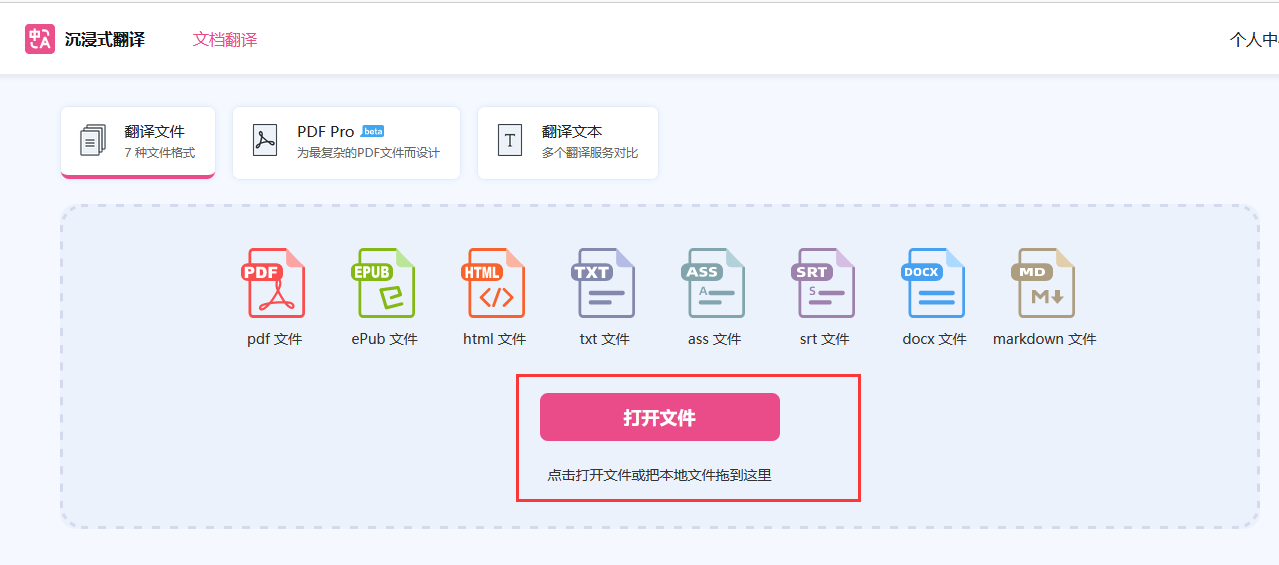 中
A
沉浸式翻译
文档翻译
个人中
翻译文件
7 种文件格式
PDF Pro beta
为最复杂的PDF文件而设计
T
翻译文本
多个翻译服务对比
PDF
EPUB
HTML
</>
TXT
ASS
A
SRT
S
DOCX
MD
M
pdf 文件
ePub 文件
html 文件
txt 文件
ass 文件
srt 文件
docx 文件
markdown 文件
打开文件
点击打开文件或把本地文件拖到这里